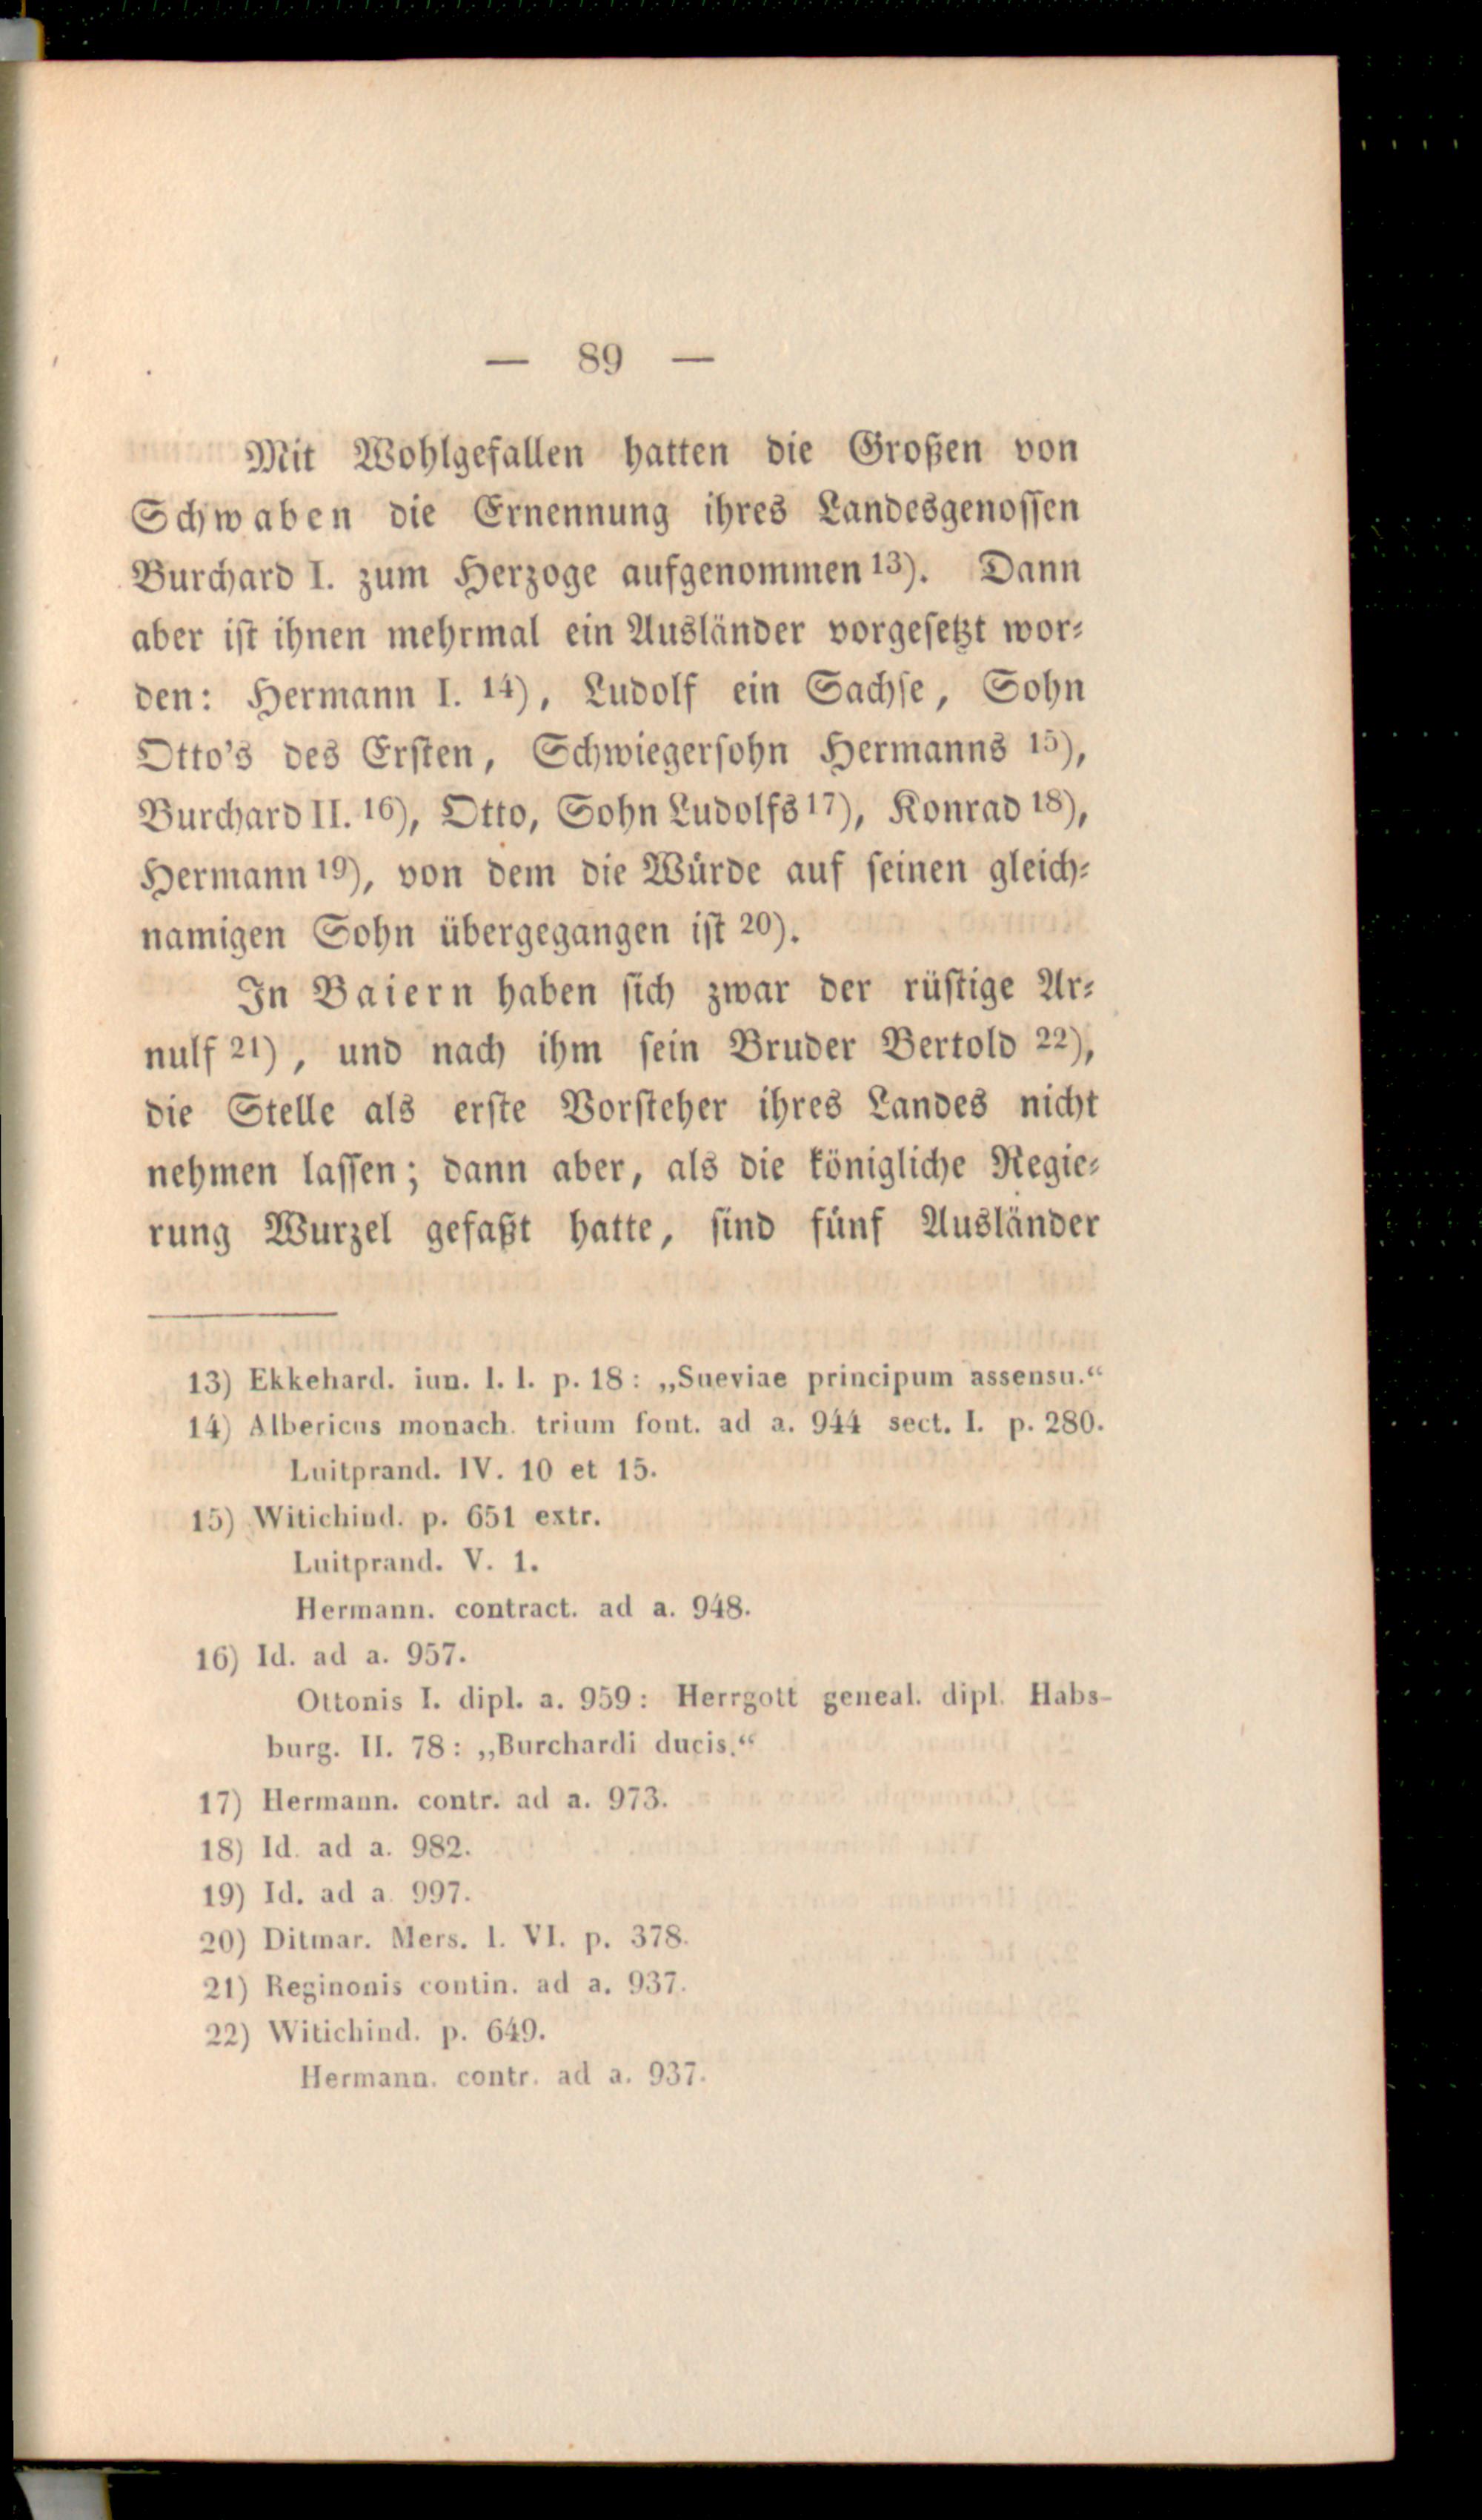 — 89 —
Mit Wohlgefallen hatten die Großen von
Schwaben die Ernennung ihres Landesgenossen
Burchard I. zum Herzoge aufgenommen 13). Dann
aber ist ihnen mehrmal ein Ausländer vorgesetzt wor-
den: Hermann I. 14), Ludolf ein Sachse, Sohn
Otto's des Ersten, Schwiegersohn Hermanns 15),
Burchard II. 16), Otto, Sohn Ludolfs 17), Konrad 18),
Hermann 19), von dem die Würde auf seinen gleich-
namigen Sohn übergegangen ist 20).
In Baiern haben sich zwar der rüstige Ar-
nulf 21), und nach ihm sein Bruder Bertold 22),
die Stelle als erste Vorsteher ihres Landes nicht
nehmen lassen; dann aber, als die königliche Regie-
rung Wurzel gefaßt hatte, sind fünf Ausländer
13) Ekkehard. iun. l. l. p. 18: „Sueviae principum assensu.“
14) Albericus monach. trium font. ad a. 944 sect. I. p. 280.
Luitprand. IV. 10 et 15.
15) Witichind. p. 651 extr.
Luitprand. V. 1.
Hermann. contract. ad a. 948.
16) Id. ad a. 957.
Ottonis I. dipl. a. 959: Herrgott geneal. dipl. Habs-
burg. II. 78: „Burchardi ducis.“
17) Hermann. contr. ad a. 973.
18) Id. ad a. 982.
19) Id. ad a. 997.
20) Ditmar. Mers. l. VI. p. 378.
21) Reginonis contin. ad a. 937.
22) Witichind. p. 649.
Hermann. contr. ad a. 937.